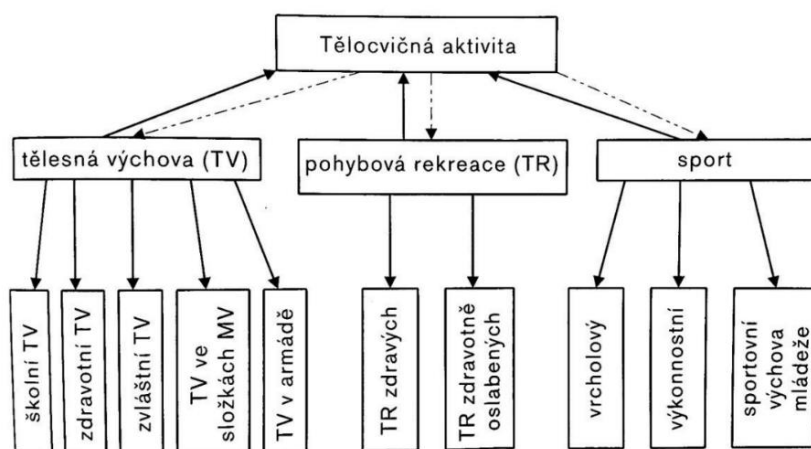 Tělocvičná aktivita
tělesná výchova (TV)
pohybová rekreace (TR)
sport
školní TV
zdravotní TV
zvláštní TV
TV ve
složkách MV
TV v armádě
TR zdravých
TR zdravotně
oslabených
vrcholový
výkonnostní
sportovní
výchova
mládeže